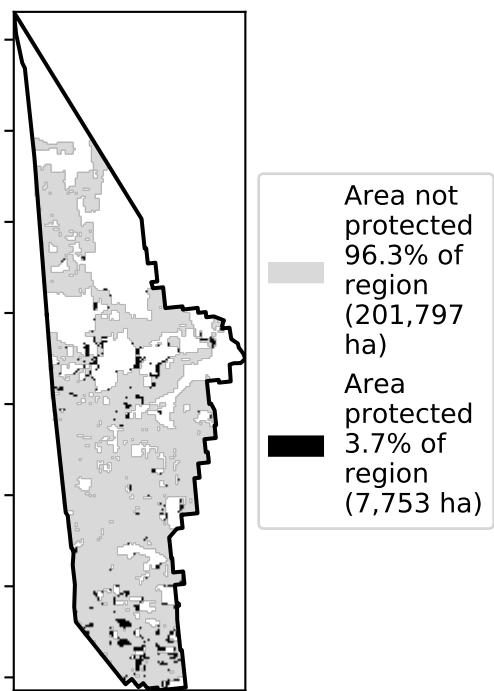 Area not
protected
96.3% of
region
(201,797
ha)
Area
protected
3.7% of
region
(7,753 ha)